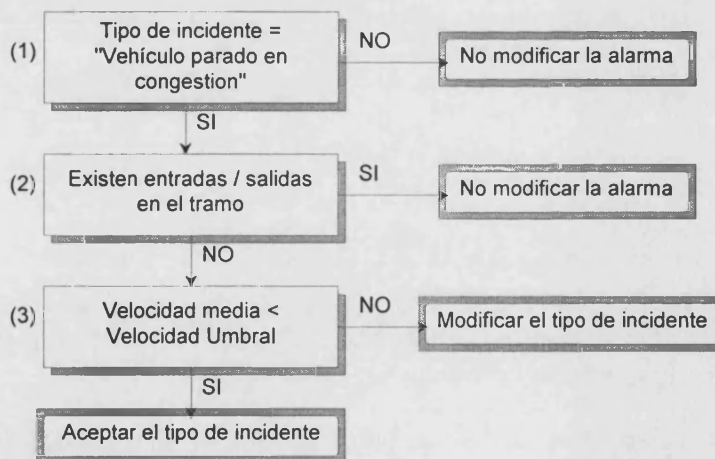 (1)
Tipo de incidente =
"Vehículo parado en
congestion"
NO
No modificar la alarma
SI
(2)
Existen entradas / salidas
en el tramo
SI
No modificar la alarma
NO
(3)
Velocidad media <
Velocidad Umbral
NO
Modificar el tipo de incidente
SI
Aceptar el tipo de incidente